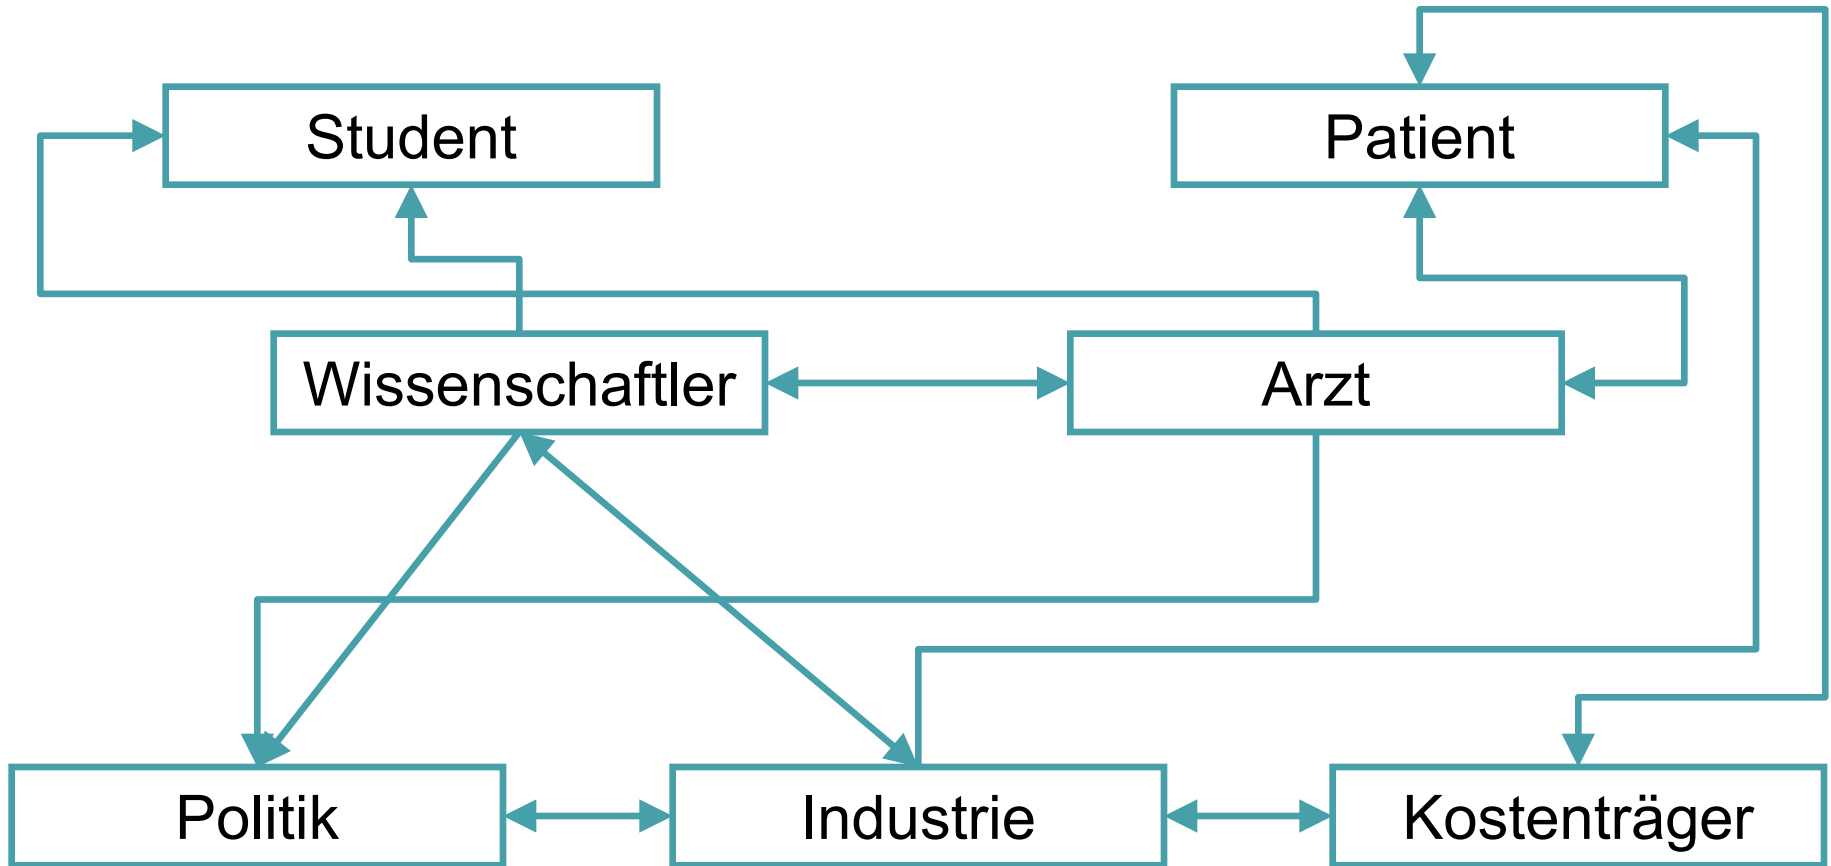 Student
Patient
Wissenschaftler
Arzt
Politik
Industrie
Kostenträger